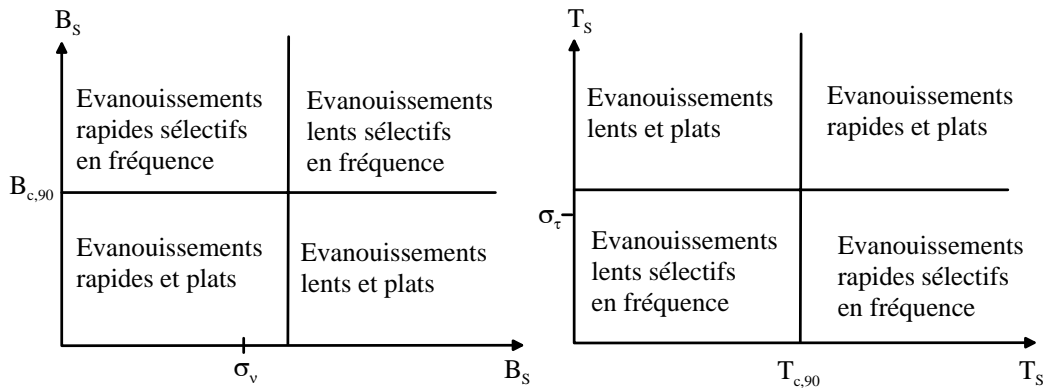 B_S
Evanouissements
rapides sélectifs
en fréquence
Evanouissements
lents sélectifs
en fréquence
B_c,90
Evanouissements
rapides et plats
Evanouissements
lents et plats
σ_ν
B_S
T_S
Evanouissements
lents et plats
Evanouissements
rapides et plats
σ_τ
Evanouissements
lents sélectifs
en fréquence
Evanouissements
rapides sélectifs
en fréquence
T_c,90
T_S